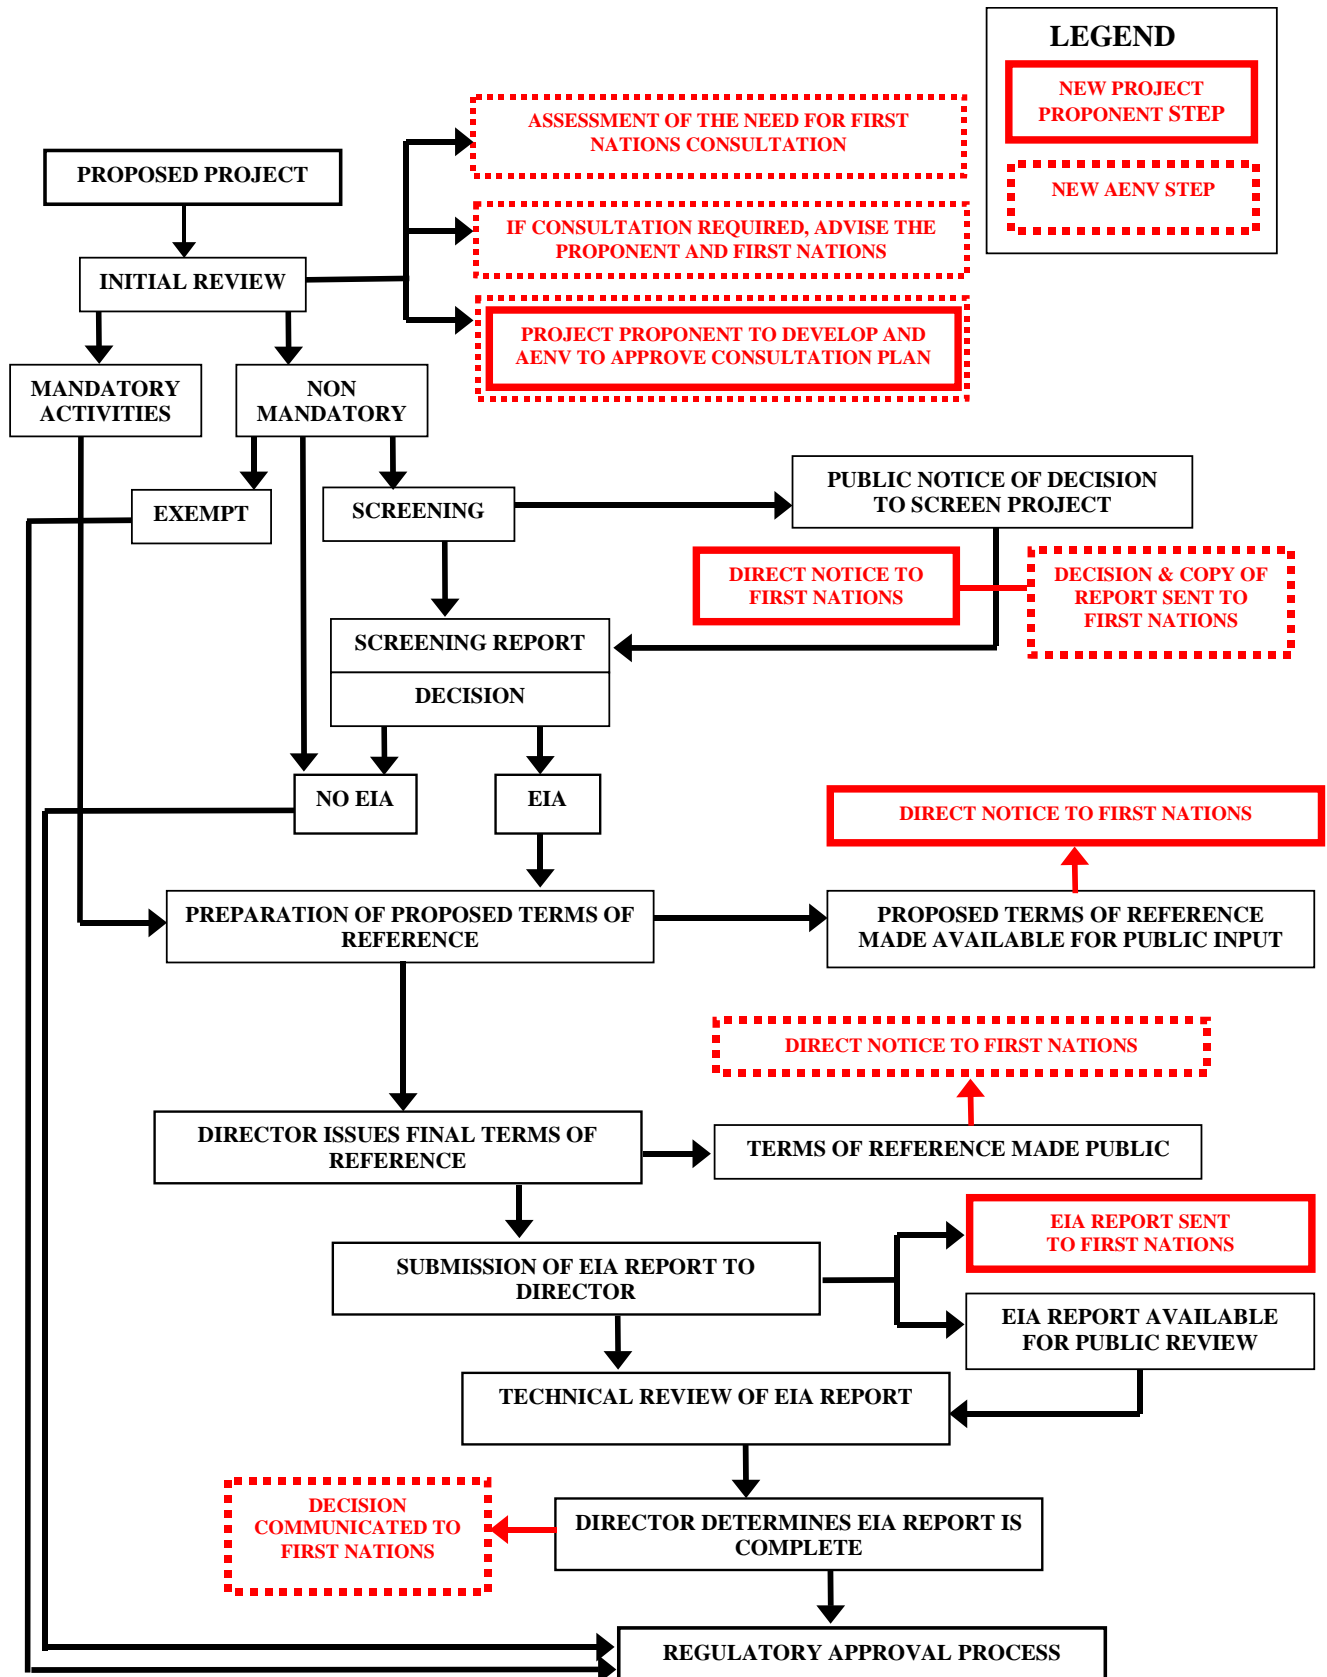 LEGEND
NEW PROJECT
PROPONENT STEP
NEW AENV STEP
ASSESSMENT OF THE NEED FOR FIRST
NATIONS CONSULTATION
PROPOSED PROJECT
IF CONSULTATION REQUIRED, ADVISE THE
PROPONENT AND FIRST NATIONS
INITIAL REVIEW
PROJECT PROPONENT TO DEVELOP AND
AENV TO APPROVE CONSULTATION PLAN
MANDATORY
ACTIVITIES
NON
MANDATORY
EXEMPT
SCREENING
PUBLIC NOTICE OF DECISION
TO SCREEN PROJECT
DIRECT NOTICE TO
FIRST NATIONS
DECISION & COPY OF
REPORT SENT TO
FIRST NATIONS
SCREENING REPORT
DECISION
NO EIA
EIA
DIRECT NOTICE TO FIRST NATIONS
PREPARATION OF PROPOSED TERMS OF
REFERENCE
PROPOSED TERMS OF REFERENCE
MADE AVAILABLE FOR PUBLIC INPUT
DIRECT NOTICE TO FIRST NATIONS
DIRECTOR ISSUES FINAL TERMS OF
REFERENCE
TERMS OF REFERENCE MADE PUBLIC
EIA REPORT SENT
TO FIRST NATIONS
SUBMISSION OF EIA REPORT TO
DIRECTOR
EIA REPORT AVAILABLE
FOR PUBLIC REVIEW
TECHNICAL REVIEW OF EIA REPORT
DECISION
COMMUNICATED TO
FIRST NATIONS
DIRECTOR DETERMINES EIA REPORT IS
COMPLETE
REGULATORY APPROVAL PROCESS